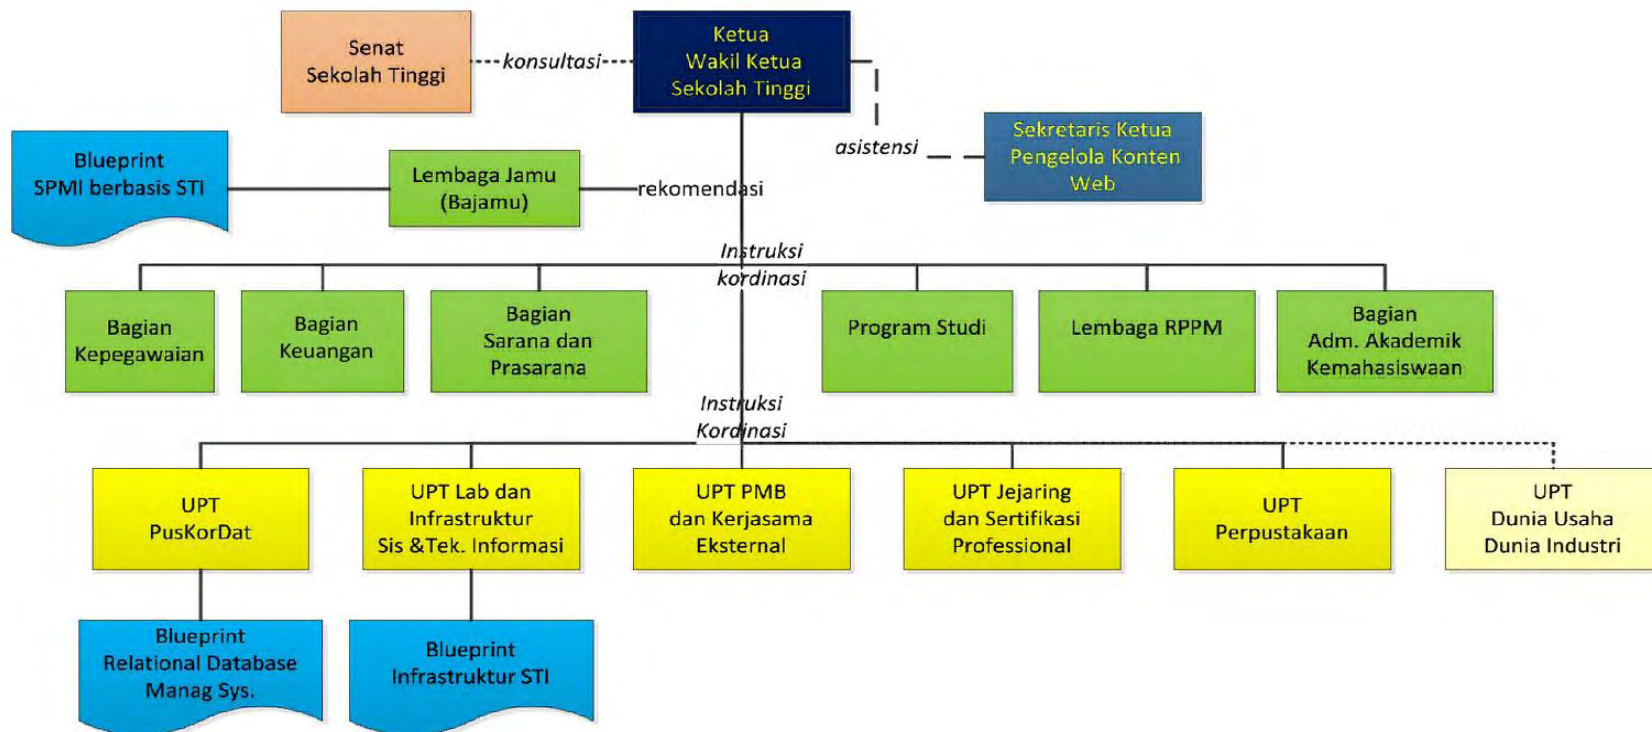 Senat
Sekolah Tinggi
konsultasi
Ketua
Wakil Ketua
Sekolah Tinggi
asistensi
Sekretaris Ketua
Pengelola Konten
Web
Blueprint
SPMI berbasis STI
Lembaga Jamu
(Bajamu)
rekomendasi
Instruksi
kordinasi
Bagian
Kepegawaian
Bagian
Keuangan
Bagian
Sarana dan
Prasarana
Program Studi
Lembaga RPPM
Bagian
Adm. Akademik
Kemahasiswaan
Instruksi
Kordinasi
UPT
PusKorDat
UPT Lab dan
Infrastruktur
Sis &Tek. Informasi
UPT PMB
dan Kerjasama
Eksternal
UPT Jejaring
dan Sertifikasi
Professional
UPT
Perpustakaan
UPT
Dunia Usaha
Dunia Industri
Blueprint
Relational Database
Manag Sys.
Blueprint
Infrastruktur STI